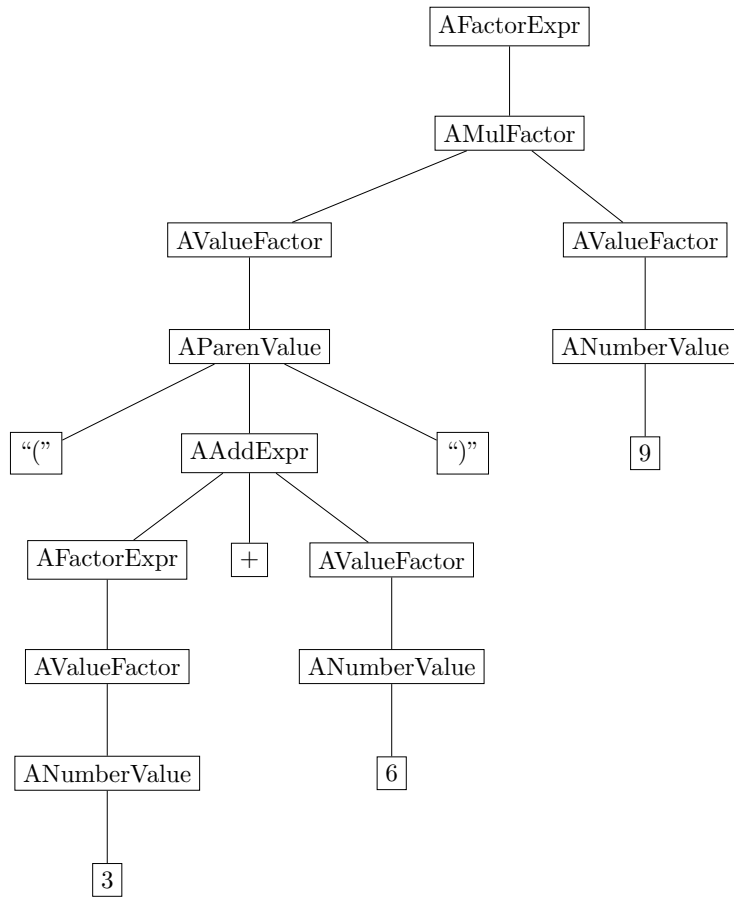 AFactorExpr
AMulFactor
AValueFactor AValueFactor
AParenValue ANumberValue
“(” AAddExpr “)” 9
AFactorExpr + AValueFactor
AValueFactor ANumberValue
ANumberValue 6
3